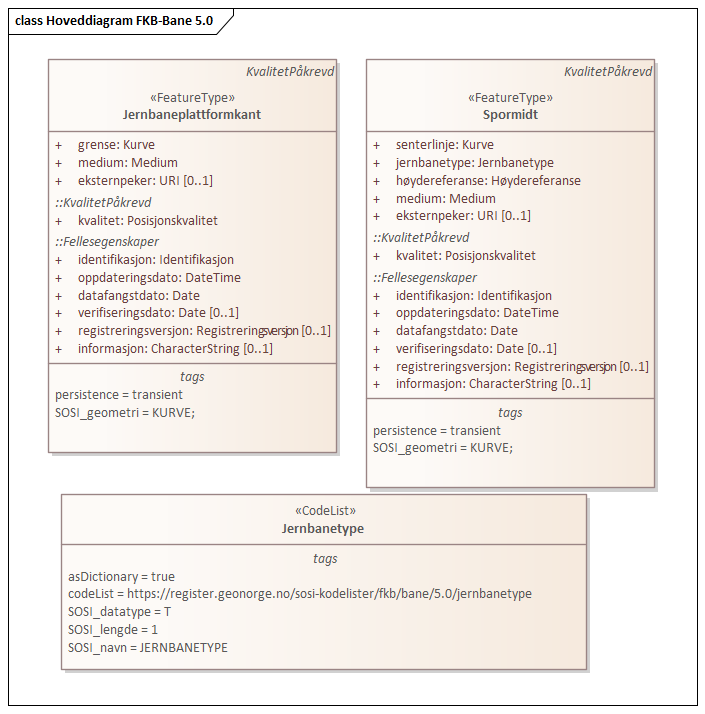 class Hoveddiagram FKB-Bane 5.0
KvalitetPåkrevd
«FeatureType»
Jernbaneplattformkant
+ grense: Kurve
+ medium: Medium
+ eksternpeker: URI [0..1]
::KvalitetPåkrevd
+ kvalitet: Posisjonskvalitet
::Fellesegenskaper
+ identifikasjon: Identifikasjon
+ oppdateringsdato: DateTime
+ datafangstdato: Date
+ verifiseringsdato: Date [0..1]
+ registreringsversjon: Registreringsversjon [0..1]
+ informasjon: CharacterString [0..1]
tags
persistence = transient
SOSI_geometri = KURVE;
KvalitetPåkrevd
«FeatureType»
Spormidt
+ senterlinje: Kurve
+ jernbanetype: Jernbanetype
+ høydereferanse: Høydereferanse
+ medium: Medium
+ eksternpeker: URI [0..1]
::KvalitetPåkrevd
+ kvalitet: Posisjonskvalitet
::Fellesegenskaper
+ identifikasjon: Identifikasjon
+ oppdateringsdato: DateTime
+ datafangstdato: Date
+ verifiseringsdato: Date [0..1]
+ registreringsversjon: Registreringsversjon [0..1]
+ informasjon: CharacterString [0..1]
tags
persistence = transient
SOSI_geometri = KURVE;
«CodeList»
Jernbanetype
tags
asDictionary = true
codeList = https://register.geonorge.no/sosi-kodelister/fkb/bane/5.0/jernbanetype
SOSI_datatype = T
SOSI_lengde = 1
SOSI_navn = JERNBANETYPE